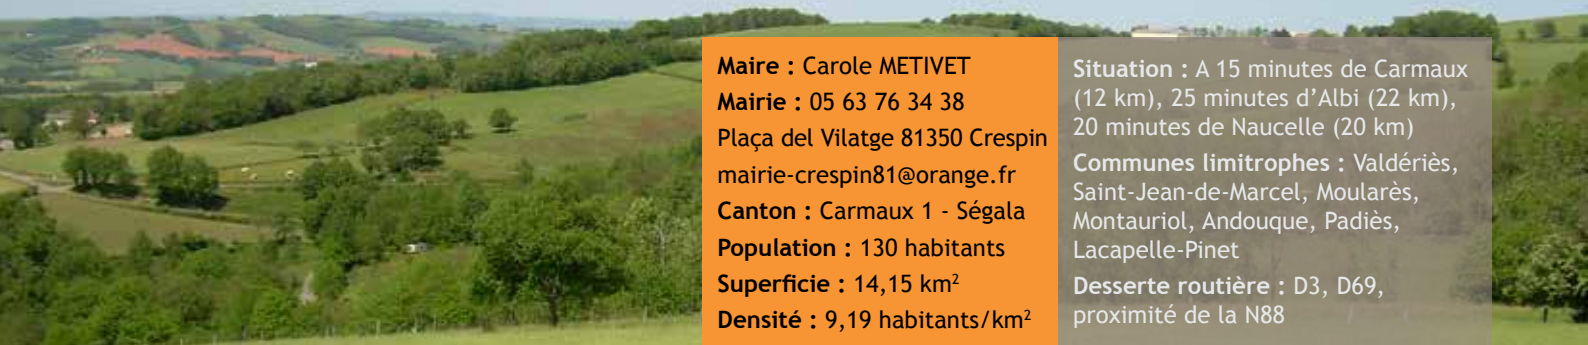 Maire : Carole METIVET
Mairie : 05 63 76 34 38
Plaça del Vilatge 81350 Crespin
mairie-crespin81@orange.fr
Canton : Carmaux 1 - Ségala
Population : 130 habitants
Superficie : 14,15 km²
Densité : 9,19 habitants/km²
Situation : A 15 minutes de Carmaux
(12 km), 25 minutes d’Albi (22 km),
20 minutes de Naucelle (20 km)
Communes limitrophes : Valdériès,
Saint-Jean-de-Marcel, Moularès,
Montauriol, Andouque, Padiès,
Lacapelle-Pinet
Desserte routière : D3, D69,
proximité de la N88